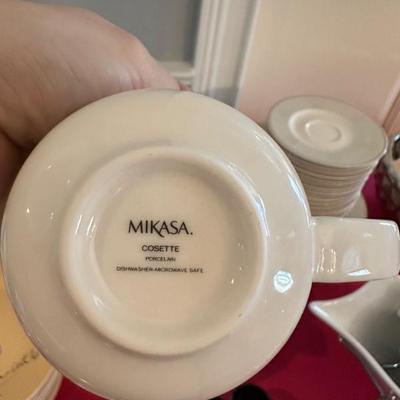 MIKASA.
COSETTE
PORCELAIN
DISHWASHER-MICROWAVE SAFE